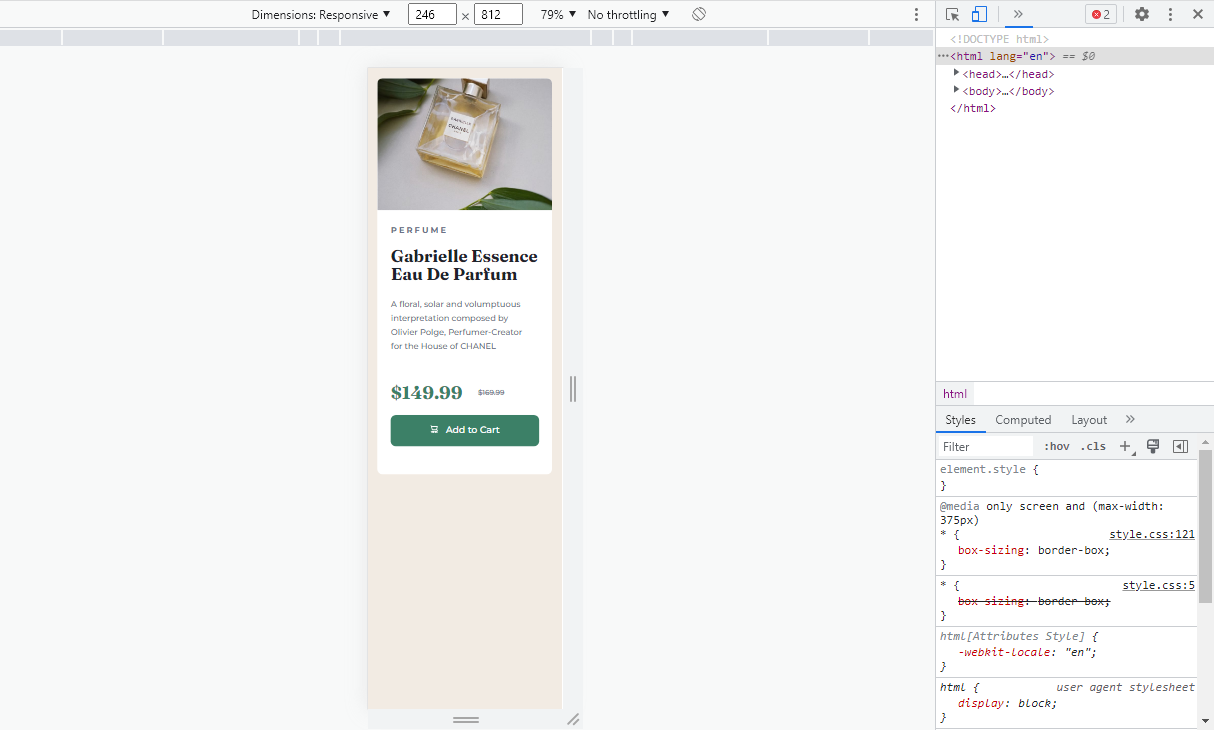 Dimensions: Responsive ▼ 246 × 812 79% ▼ No throttling ▼
PERFUME
Gabrielle Essence
Eau De Parfum
A floral, solar and volumptuous
interpretation composed by
Olivier Polge, Perfumer-Creator
for the House of CHANEL
$149.99 $169.99
Add to Cart
GABRIELLE
CHANEL
2
<!DOCTYPE html>
<html lang="en"> == $0
<head>…</head>
<body>…</body>
</html>
html
Styles Computed Layout
Filter :hov .cls +
element.style {
}
@media only screen and (max-width:
375px)
* { style.css:121
box-sizing: border-box;
}
* { style.css:5
box-sizing: border-box;
}
html[Attributes Style] {
-webkit-locale: "en";
}
html { user agent stylesheet
display: block;
}